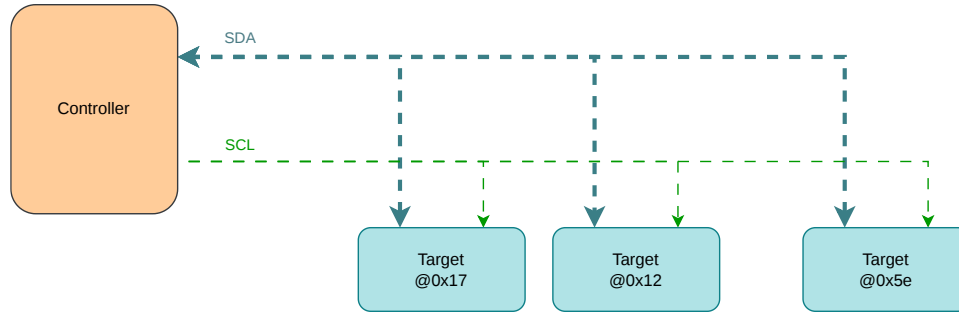 SDA
Controller
SCL
Target
@0x17
Target
@0x12
Target
@0x5e